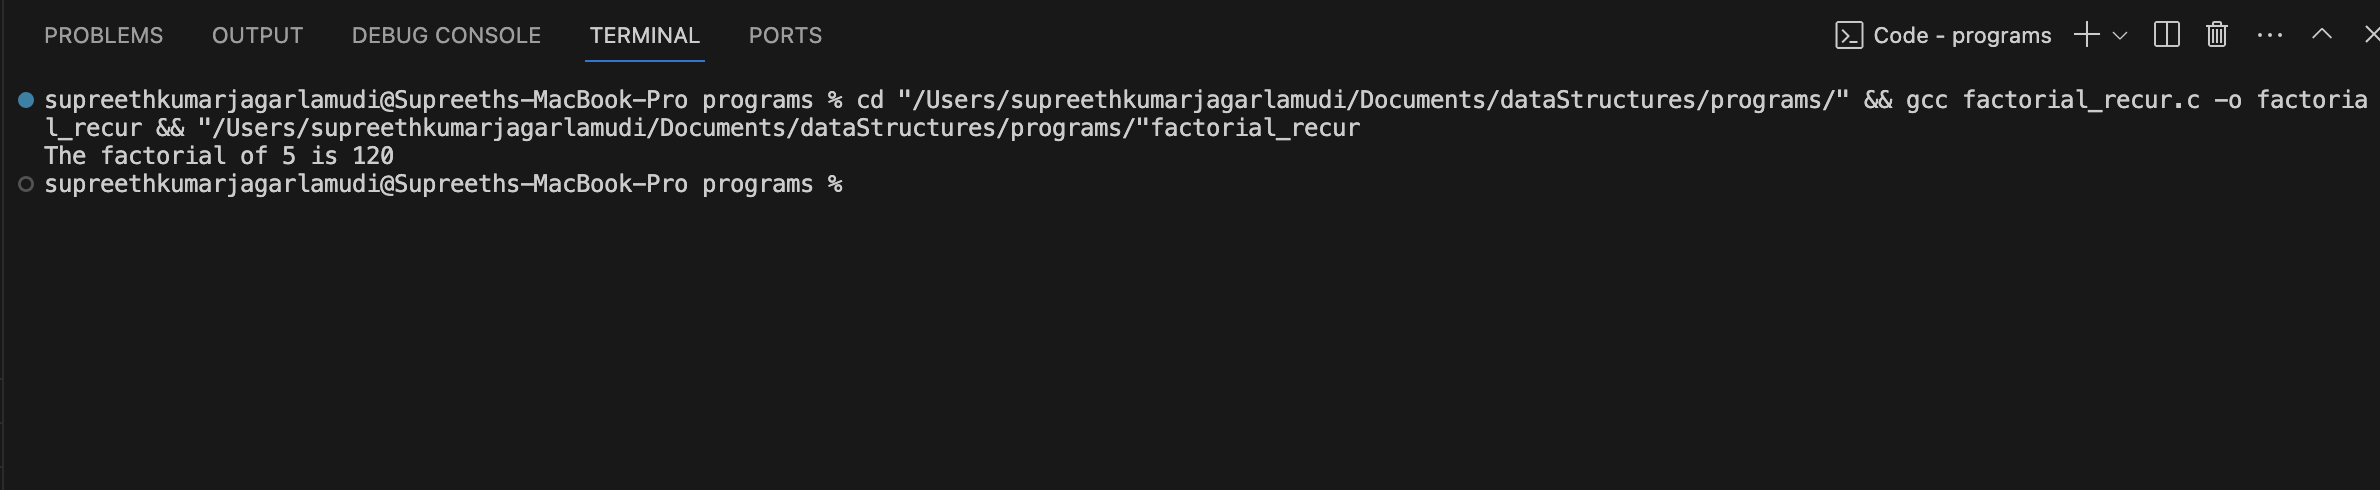 PROBLEMS OUTPUT DEBUG CONSOLE TERMINAL PORTS Code - programs
supreethkumarjagarlamudi@Supreeths-MacBook-Pro programs % cd "/Users/supreethkumarjagarlamudi/Documents/dataStructures/programs/" && gcc factorial_recur.c -o factoria
l_recur && "/Users/supreethkumarjagarlamudi/Documents/dataStructures/programs/"factorial_recur
The factorial of 5 is 120
supreethkumarjagarlamudi@Supreeths-MacBook-Pro programs %